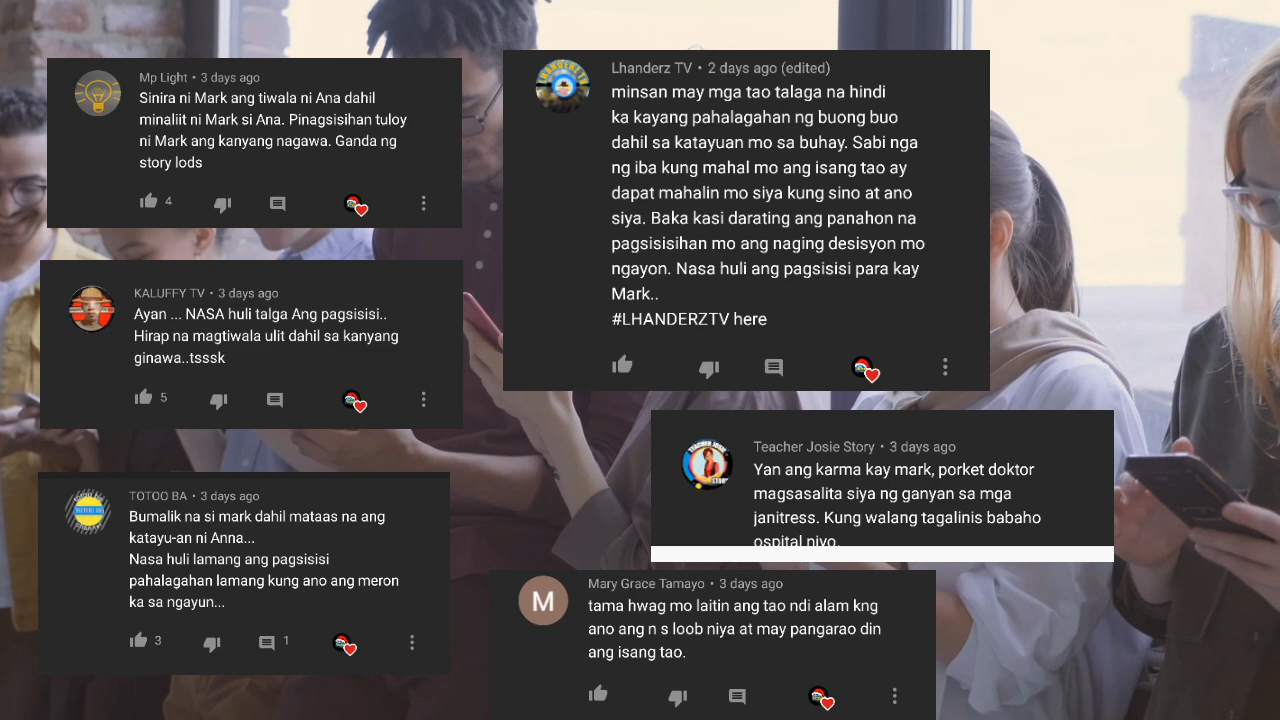 Mp Light • 3 days ago
Sinira ni Mark ang tiwala ni Ana dahil
minaliit ni Mark si Ana. Pinagsisihan tuloy
ni Mark ang kanyang nagawa. Ganda ng
story lods
4
KALUFFY TV • 3 days ago
Ayan ... NASA huli talga Ang pagsisisi..
Hirap na magtiwala ulit dahil sa kanyang
ginawa..tsssk
5
TOTOO BA • 3 days ago
Bumalik na si mark dahil mataas na ang
katayu-an ni Anna...
Nasa huli lamang ang pagsisisi
pahalagahan lamang kung ano ang meron
ka sa ngayun...
3 1
Lhanderz TV • 2 days ago (edited)
minsan may mga tao talaga na hindi
ka kayang pahalagahan ng buong buo
dahil sa katayuan mo sa buhay. Sabi nga
ng iba kung mahal mo ang isang tao ay
dapat mahalin mo siya kung sino at ano
siya. Baka kasi darating ang panahon na
pagsisisihan mo ang naging desisyon mo
ngayon. Nasa huli ang pagsisisi para kay
Mark..
#LHANDERZTV here
Teacher Josie Story • 3 days ago
Yan ang karma kay mark, porket doktor
magsasalita siya ng ganyan sa mga
janitress. Kung walang tagalinis babaho
ospital niyo.
M
Mary Grace Tamayo • 3 days ago
tama hwag mo laitin ang tao ndi alam kng
ano ang n s loob niya at may pangarao din
ang isang tao.